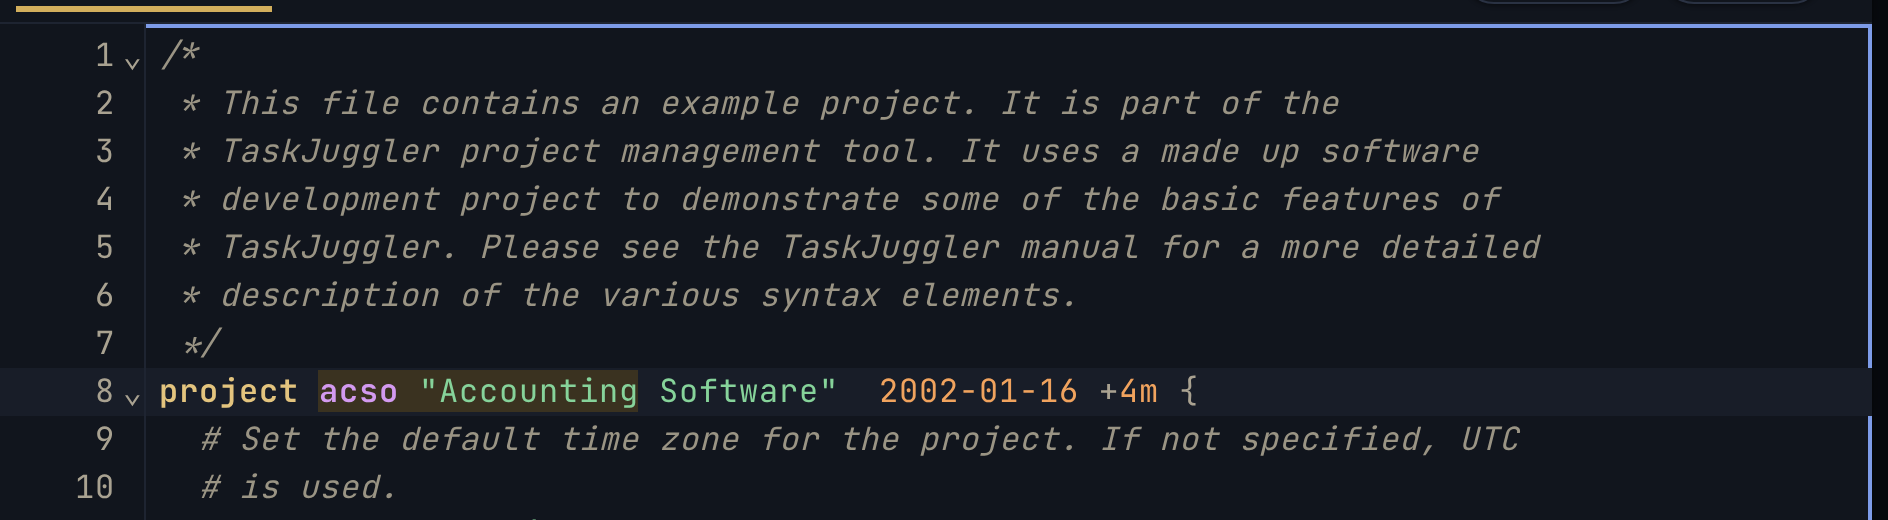 1 /*
2  * This file contains an example project. It is part of the
3  * TaskJuggler project management tool. It uses a made up software
4  * development project to demonstrate some of the basic features of
5  * TaskJuggler. Please see the TaskJuggler manual for a more detailed
6  * description of the various syntax elements.
7  */
8 project acso "Accounting Software"  2002-01-16 +4m {
9   # Set the default time zone for the project. If not specified, UTC
10   # is used.